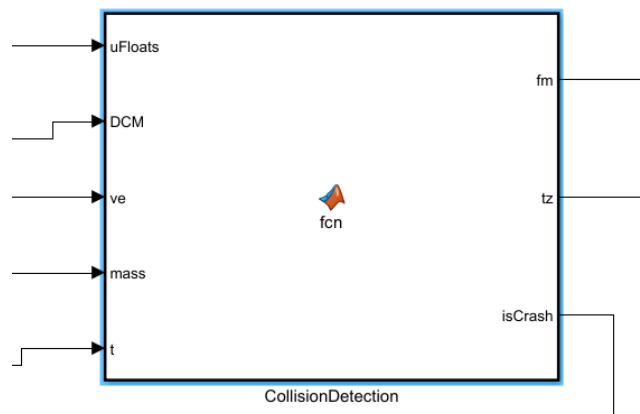 uFloats
fm
DCM
ve
tz
fcn
mass
isCrash
t
CollisionDetection